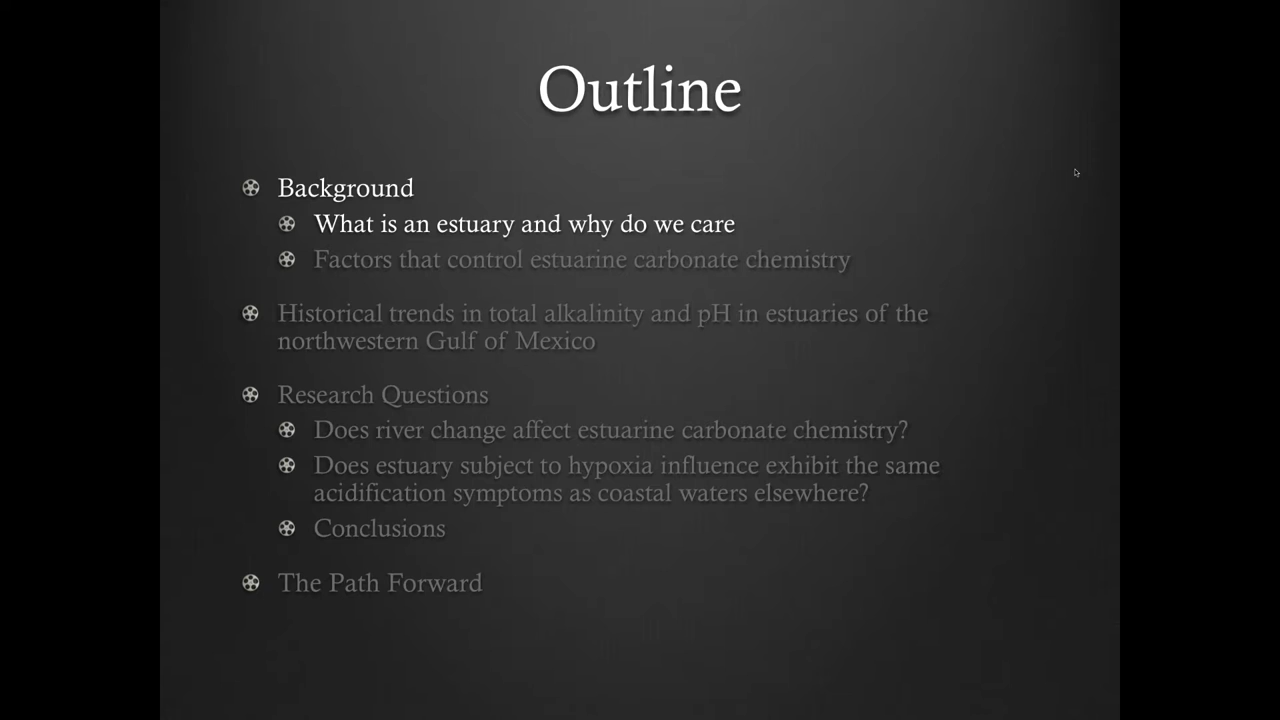 Outline
Background
What is an estuary and why do we care
Factors that control estuarine carbonate chemistry
Historical trends in total alkalinity and pH in estuaries of the
northwestern Gulf of Mexico
Research Questions
Does river change affect estuarine carbonate chemistry?
Does estuary subject to hypoxia influence exhibit the same
acidification symptoms as coastal waters elsewhere?
Conclusions
The Path Forward